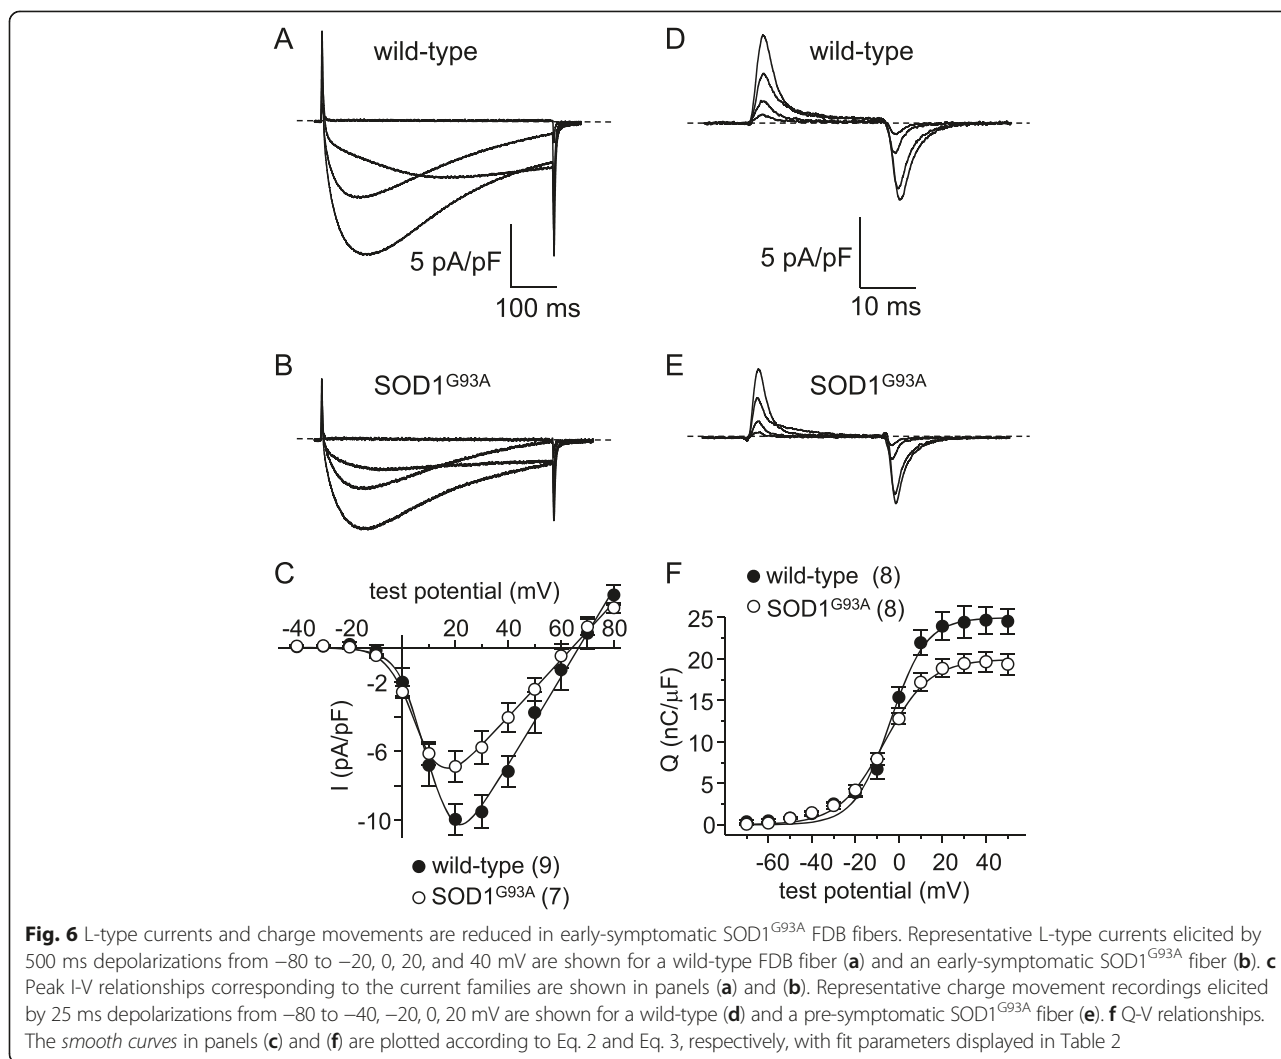 A
wild-type
5 pA/pF
100 ms
D
wild-type
5 pA/pF
10 ms
B
SOD1G93A
E
SOD1G93A
C
test potential (mV)
-40 -20 20 40 60 80
-2
-6
-10
I (pA/pF)
wild-type (9)
SOD1G93A (7)
F
wild-type (8)
SOD1G93A (8)
25
20
15
10
5
0
Q (nC/μF)
-60 -40 -20 0 20 40
test potential (mV)
Fig. 6 L-type currents and charge movements are reduced in early-symptomatic SOD1G93A FDB fibers. Representative L-type currents elicited by
500 ms depolarizations from −80 to −20, 0, 20, and 40 mV are shown for a wild-type FDB fiber (a) and an early-symptomatic SOD1G93A fiber (b). c
Peak I-V relationships corresponding to the current families are shown in panels (a) and (b). Representative charge movement recordings elicited
by 25 ms depolarizations from −80 to −40, −20, 0, 20 mV are shown for a wild-type (d) and a pre-symptomatic SOD1G93A fiber (e). f Q-V relationships.
The smooth curves in panels (c) and (f) are plotted according to Eq. 2 and Eq. 3, respectively, with fit parameters displayed in Table 2